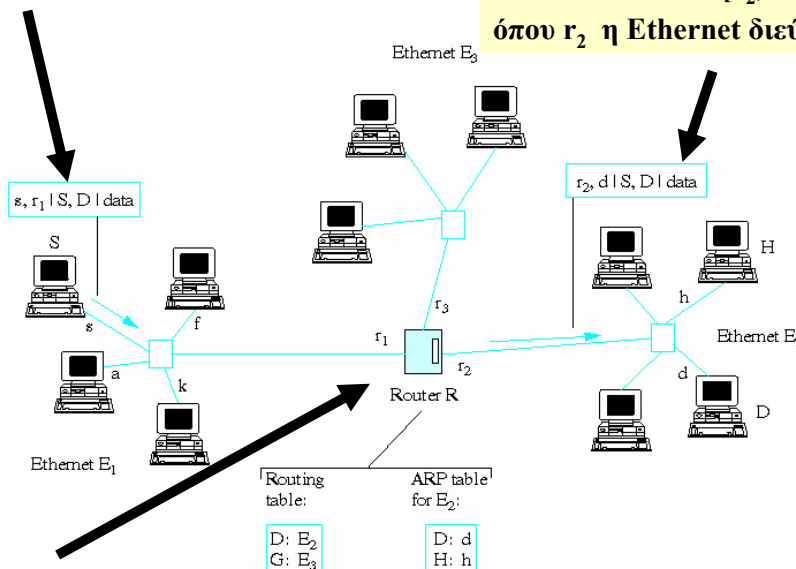 όπου r₂ η Ethernet
Ethernet E₃
s, r₁ | S, D | data
r₂, d | S, D | data
S
H
s
f
h
r₃
r₁
Ethernet E
a
k
r₂
d
D
Router R
Ethernet E₁
Routing table:
ARP table for E₂:
D: E₂
G: E₃
D: d
H: h